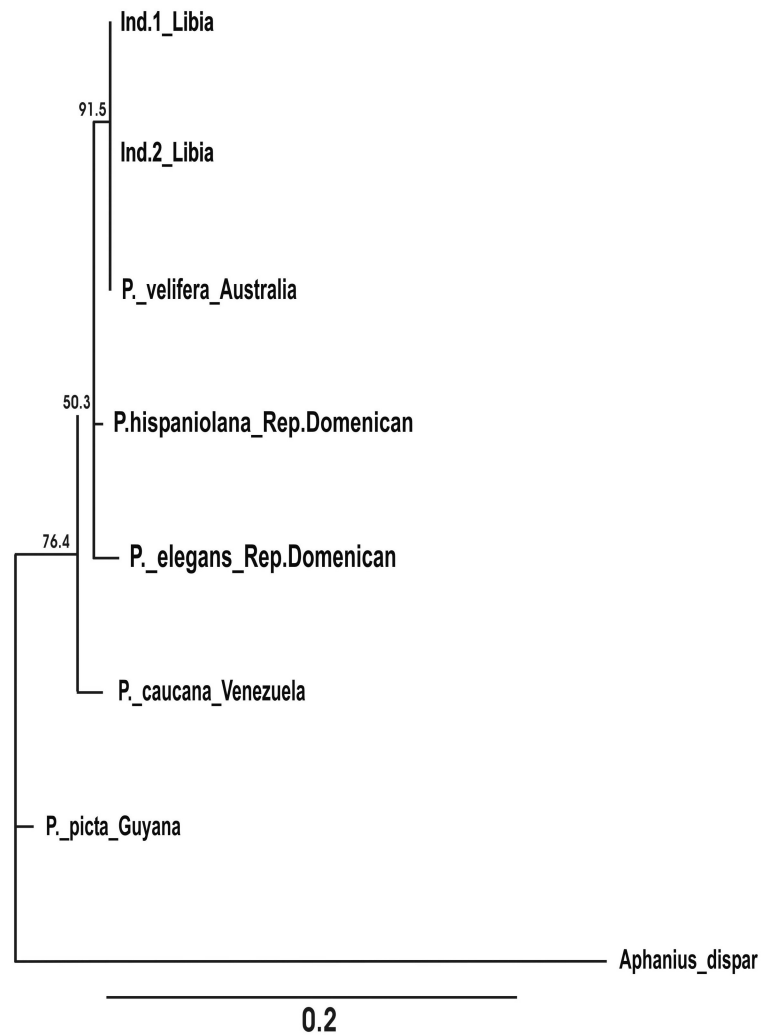 Ind.1_Libia
91.5
Ind.2_Libia
P._velifera_Australia
50.3
P.hispaniolana_Rep.Domenican
76.4
P._elegans_Rep.Domenican
P._caucana_Venezuela
P._picta_Guyana
Aphanius_dispar
0.2